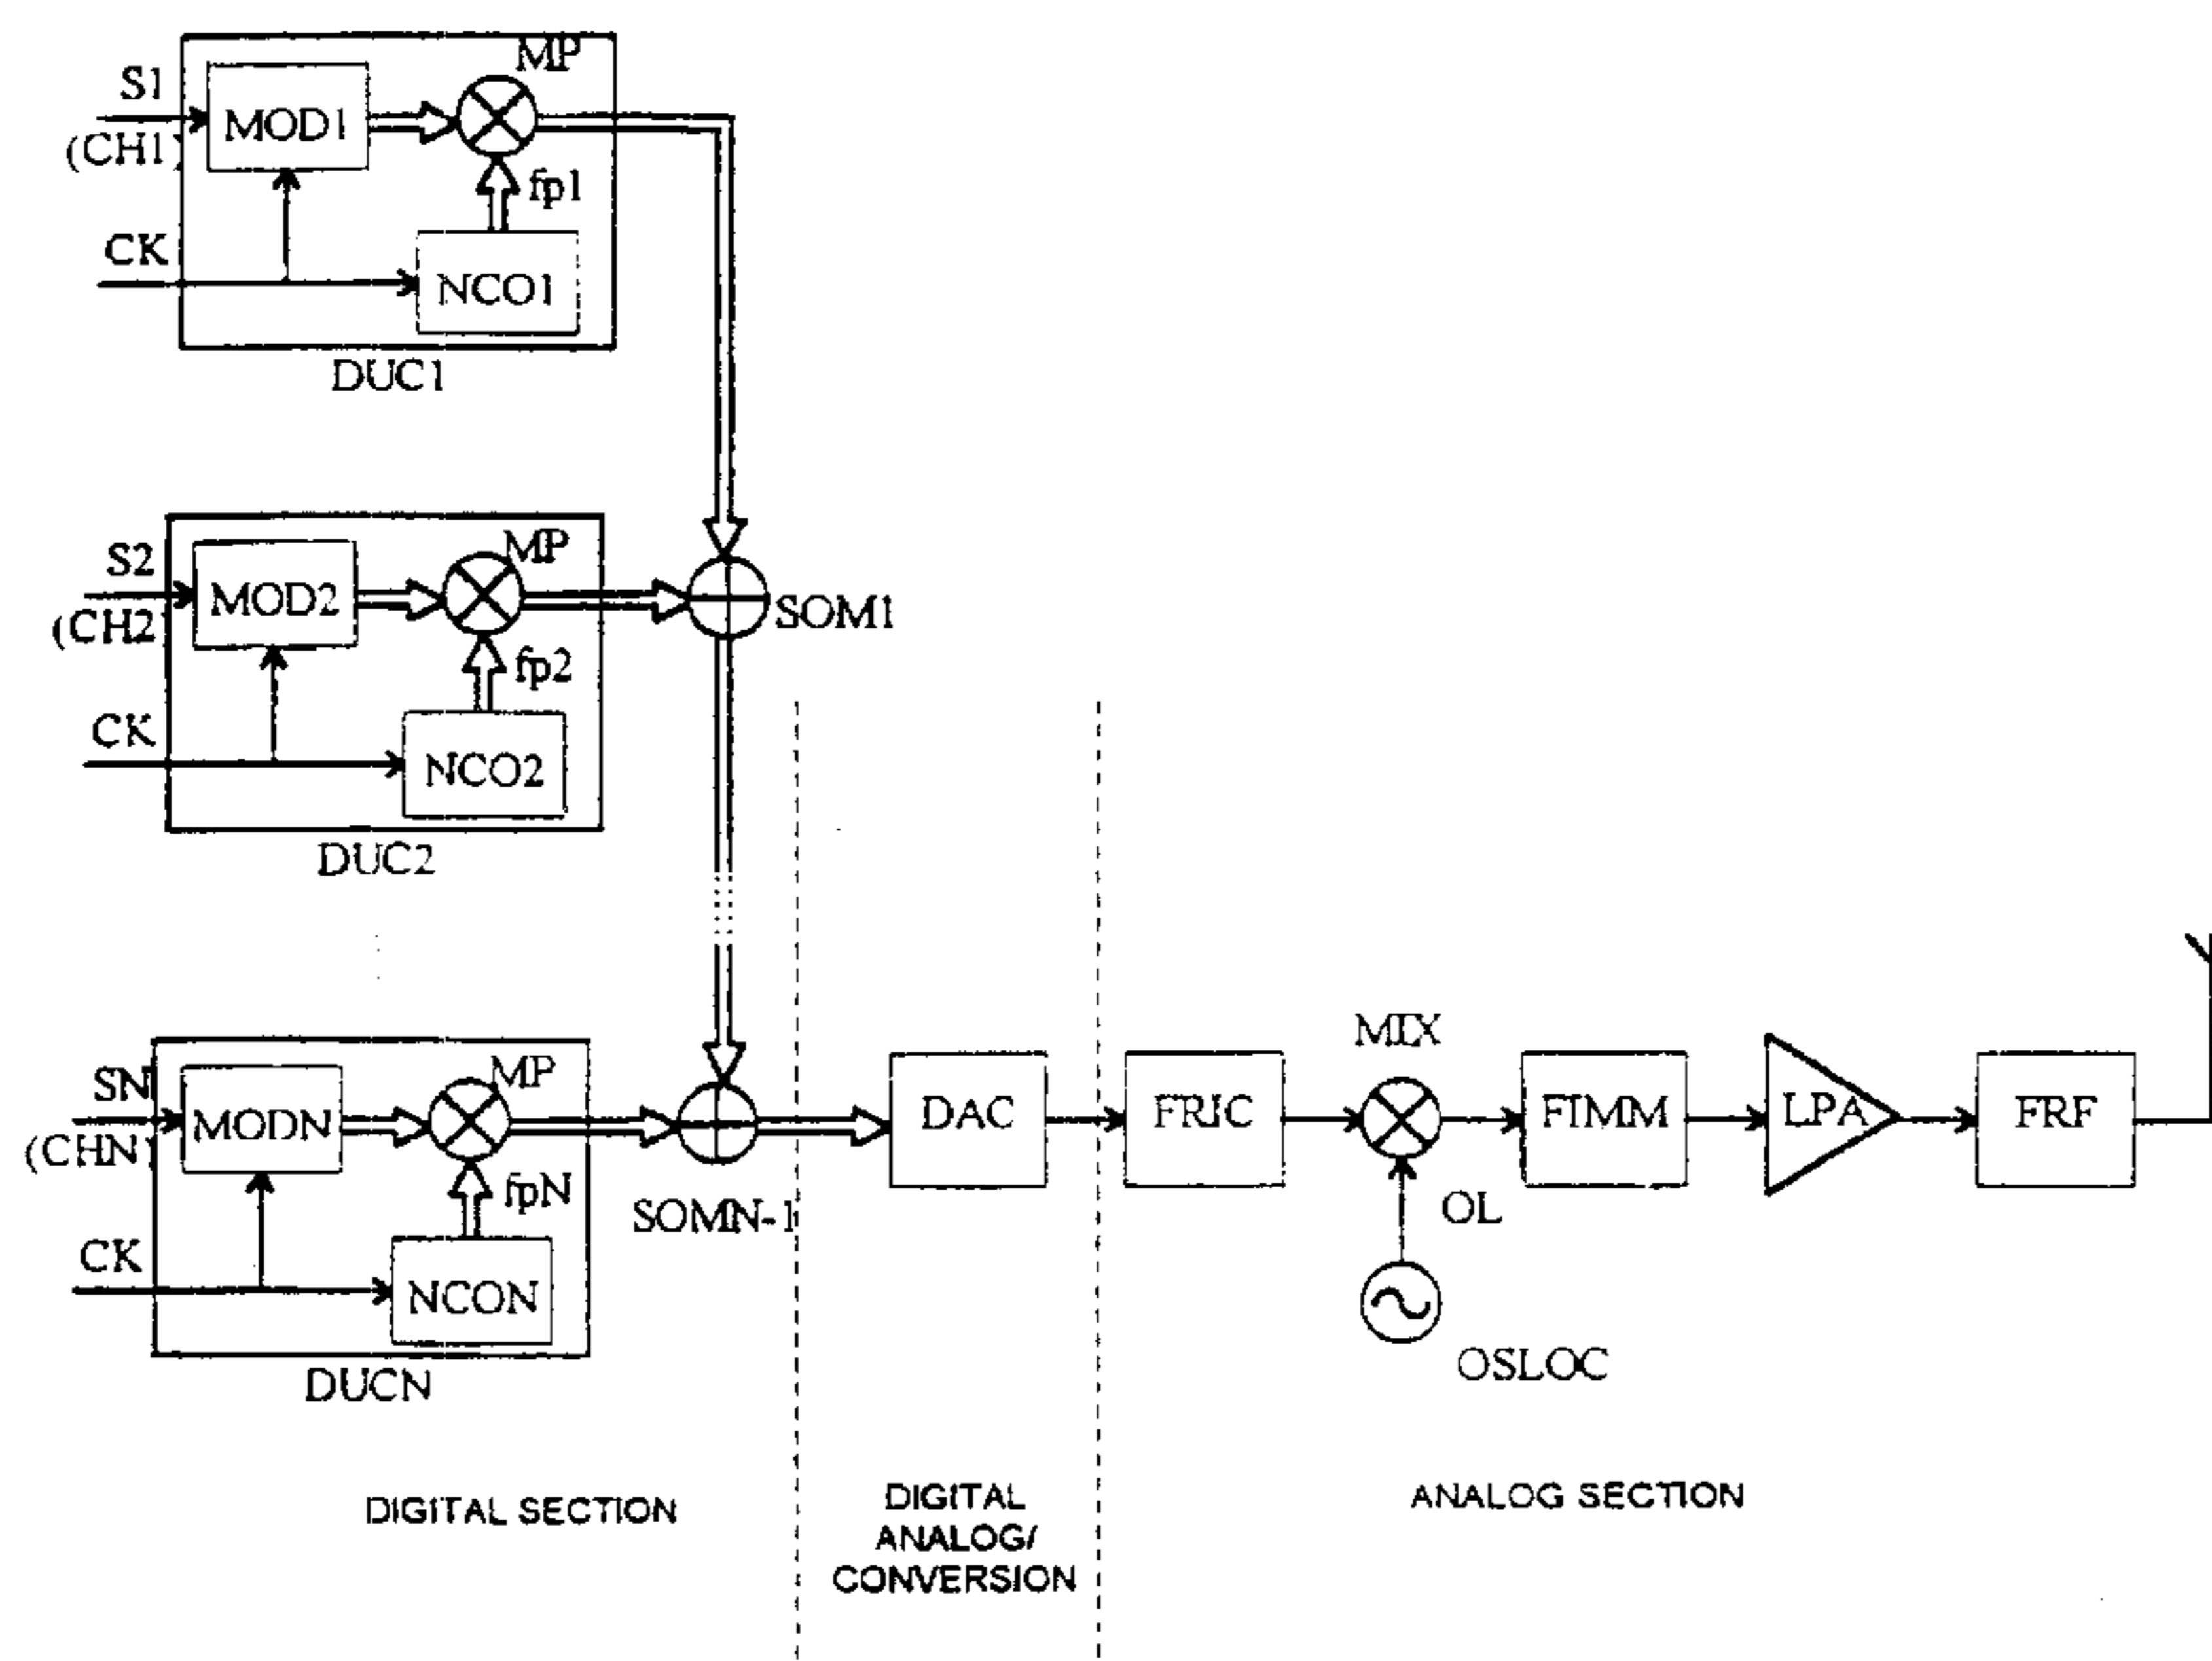 MP
S1
(CH1)
MOD1
fp1
CK
NCO1
DUC1
MP
S2
(CH2
MOD2
SOM1
fp2
CK
NCO2
DUC2
MP
SN
(CHN)
MODN
fpN
SOMN-1
CK
NCON
DUCN
DAC
FRIC
MIX
OL
OSLOC
FIMM
LPA
FRF
DIGITAL SECTION
DIGITAL
ANALOG/
CONVERSION
ANALOG SECTION